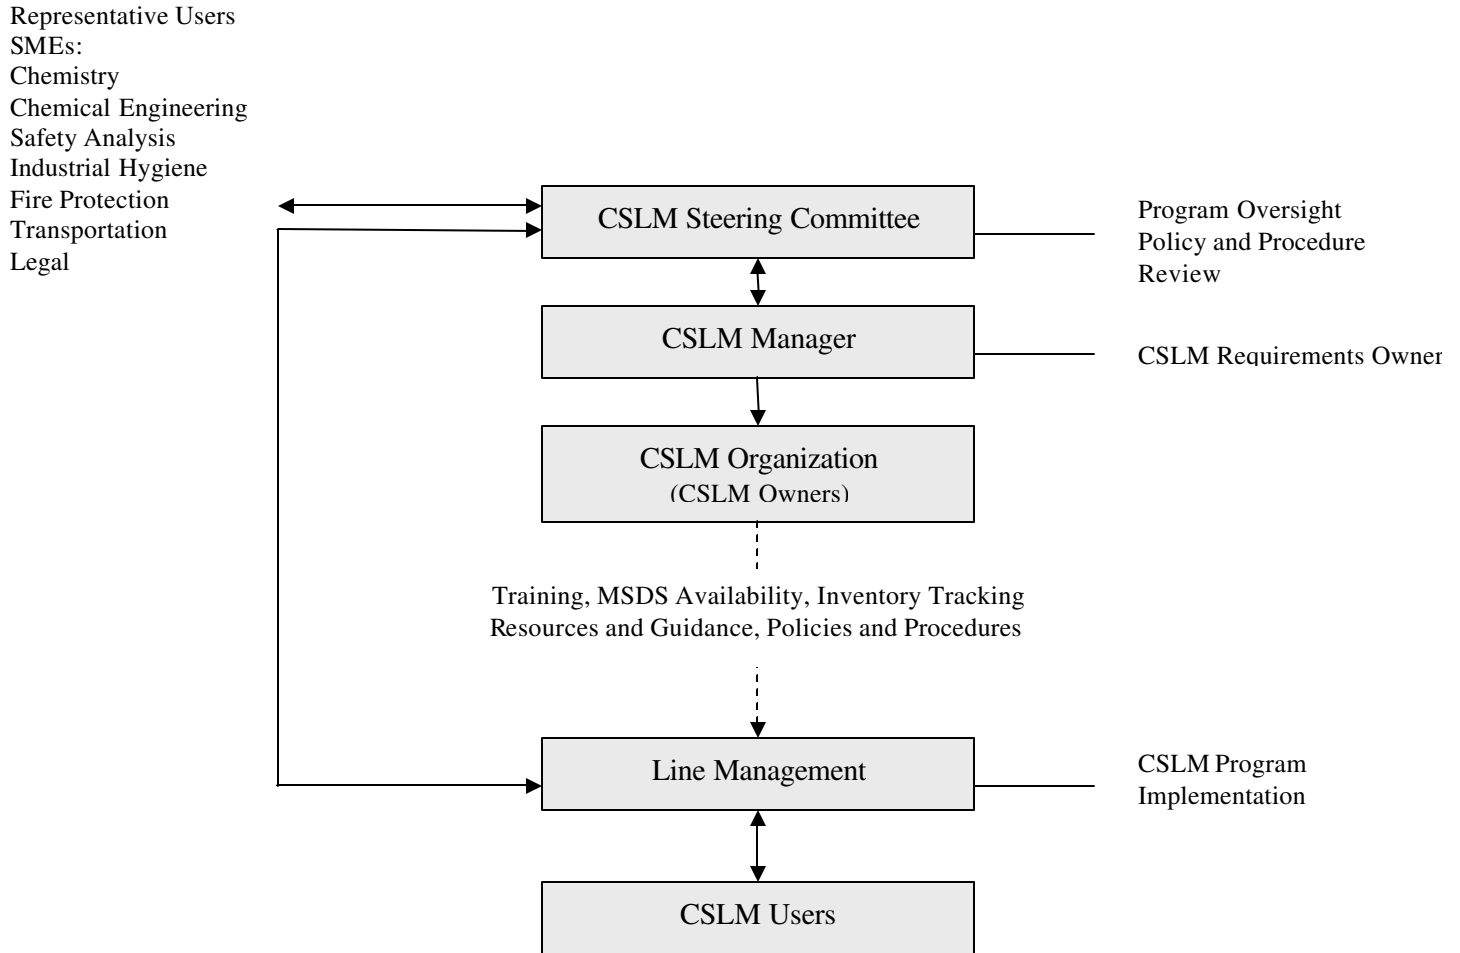 Representative Users
SMEs:
Chemistry
Chemical Engineering
Safety Analysis
Industrial Hygiene
Fire Protection
Transportation
Legal
CSLM Steering Committee
Program Oversight
Policy and Procedure
Review
CSLM Manager
CSLM Requirements Owner
CSLM Organization
(CSLM Owners)
Training, MSDS Availability, Inventory Tracking
Resources and Guidance, Policies and Procedures
Line Management
CSLM Program
Implementation
CSLM Users